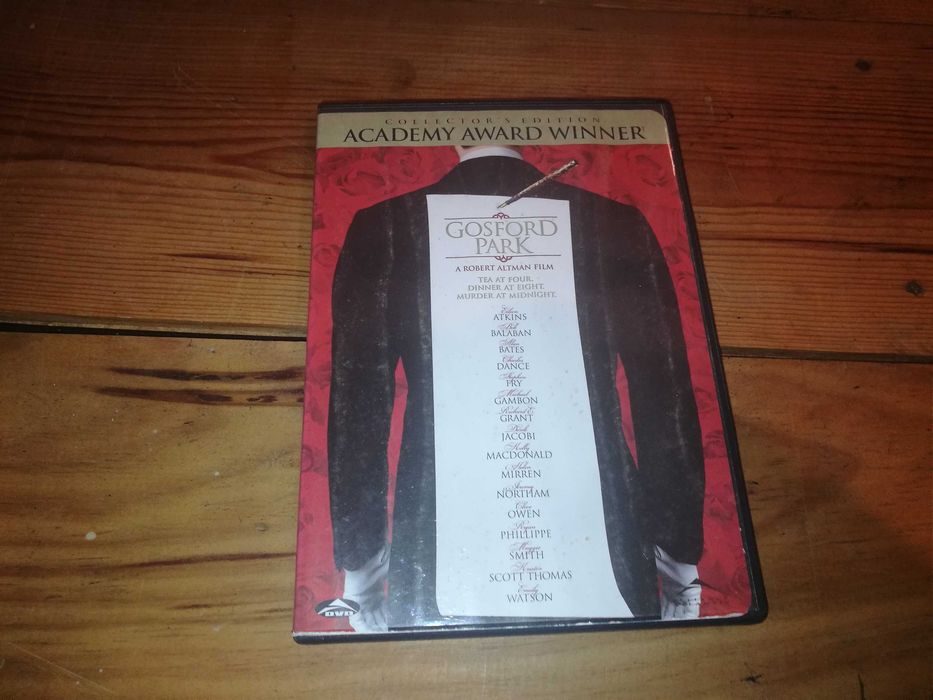 COLLECTOR'S EDITION
ACADEMY AWARD WINNER
GOSFORD
PARK
A ROBERT ALTMAN FILM
TEA AT FOUR.
DINNER AT EIGHT.
MURDER AT MIDNIGHT.
Eileen
ATKINS
Bob
BALABAN
Alan
BATES
Charles
DANCE
Stephen
FRY
Michael
GAMBON
Richard E.
GRANT
Derek
JACOBI
Kelly
MACDONALD
Helen
MIRREN
Jeremy
NORTHAM
Clive
OWEN
Ryan
PHILLIPPE
Maggie
SMITH
Kristin
SCOTT THOMAS
Emily
WATSON
DVD